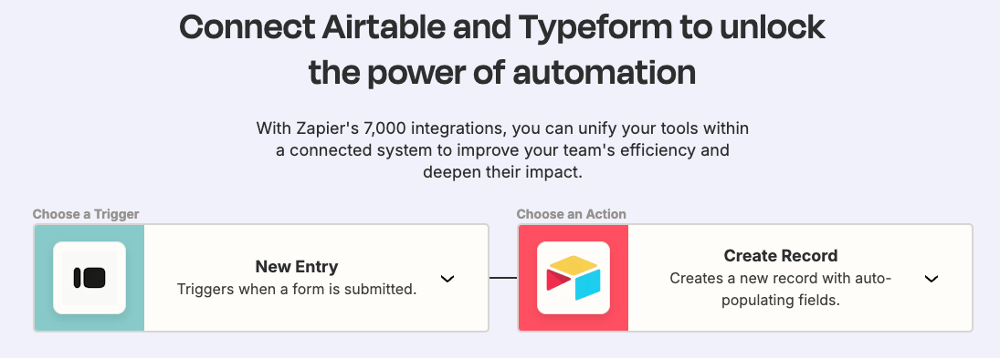 Connect Airtable and Typeform to unlock
the power of automation
With Zapier's 7,000 integrations, you can unify your tools within
a connected system to improve your team's efficiency and
deepen their impact.
Choose a Trigger
New Entry
Triggers when a form is submitted.
Choose an Action
Create Record
Creates a new record with auto-
populating fields.